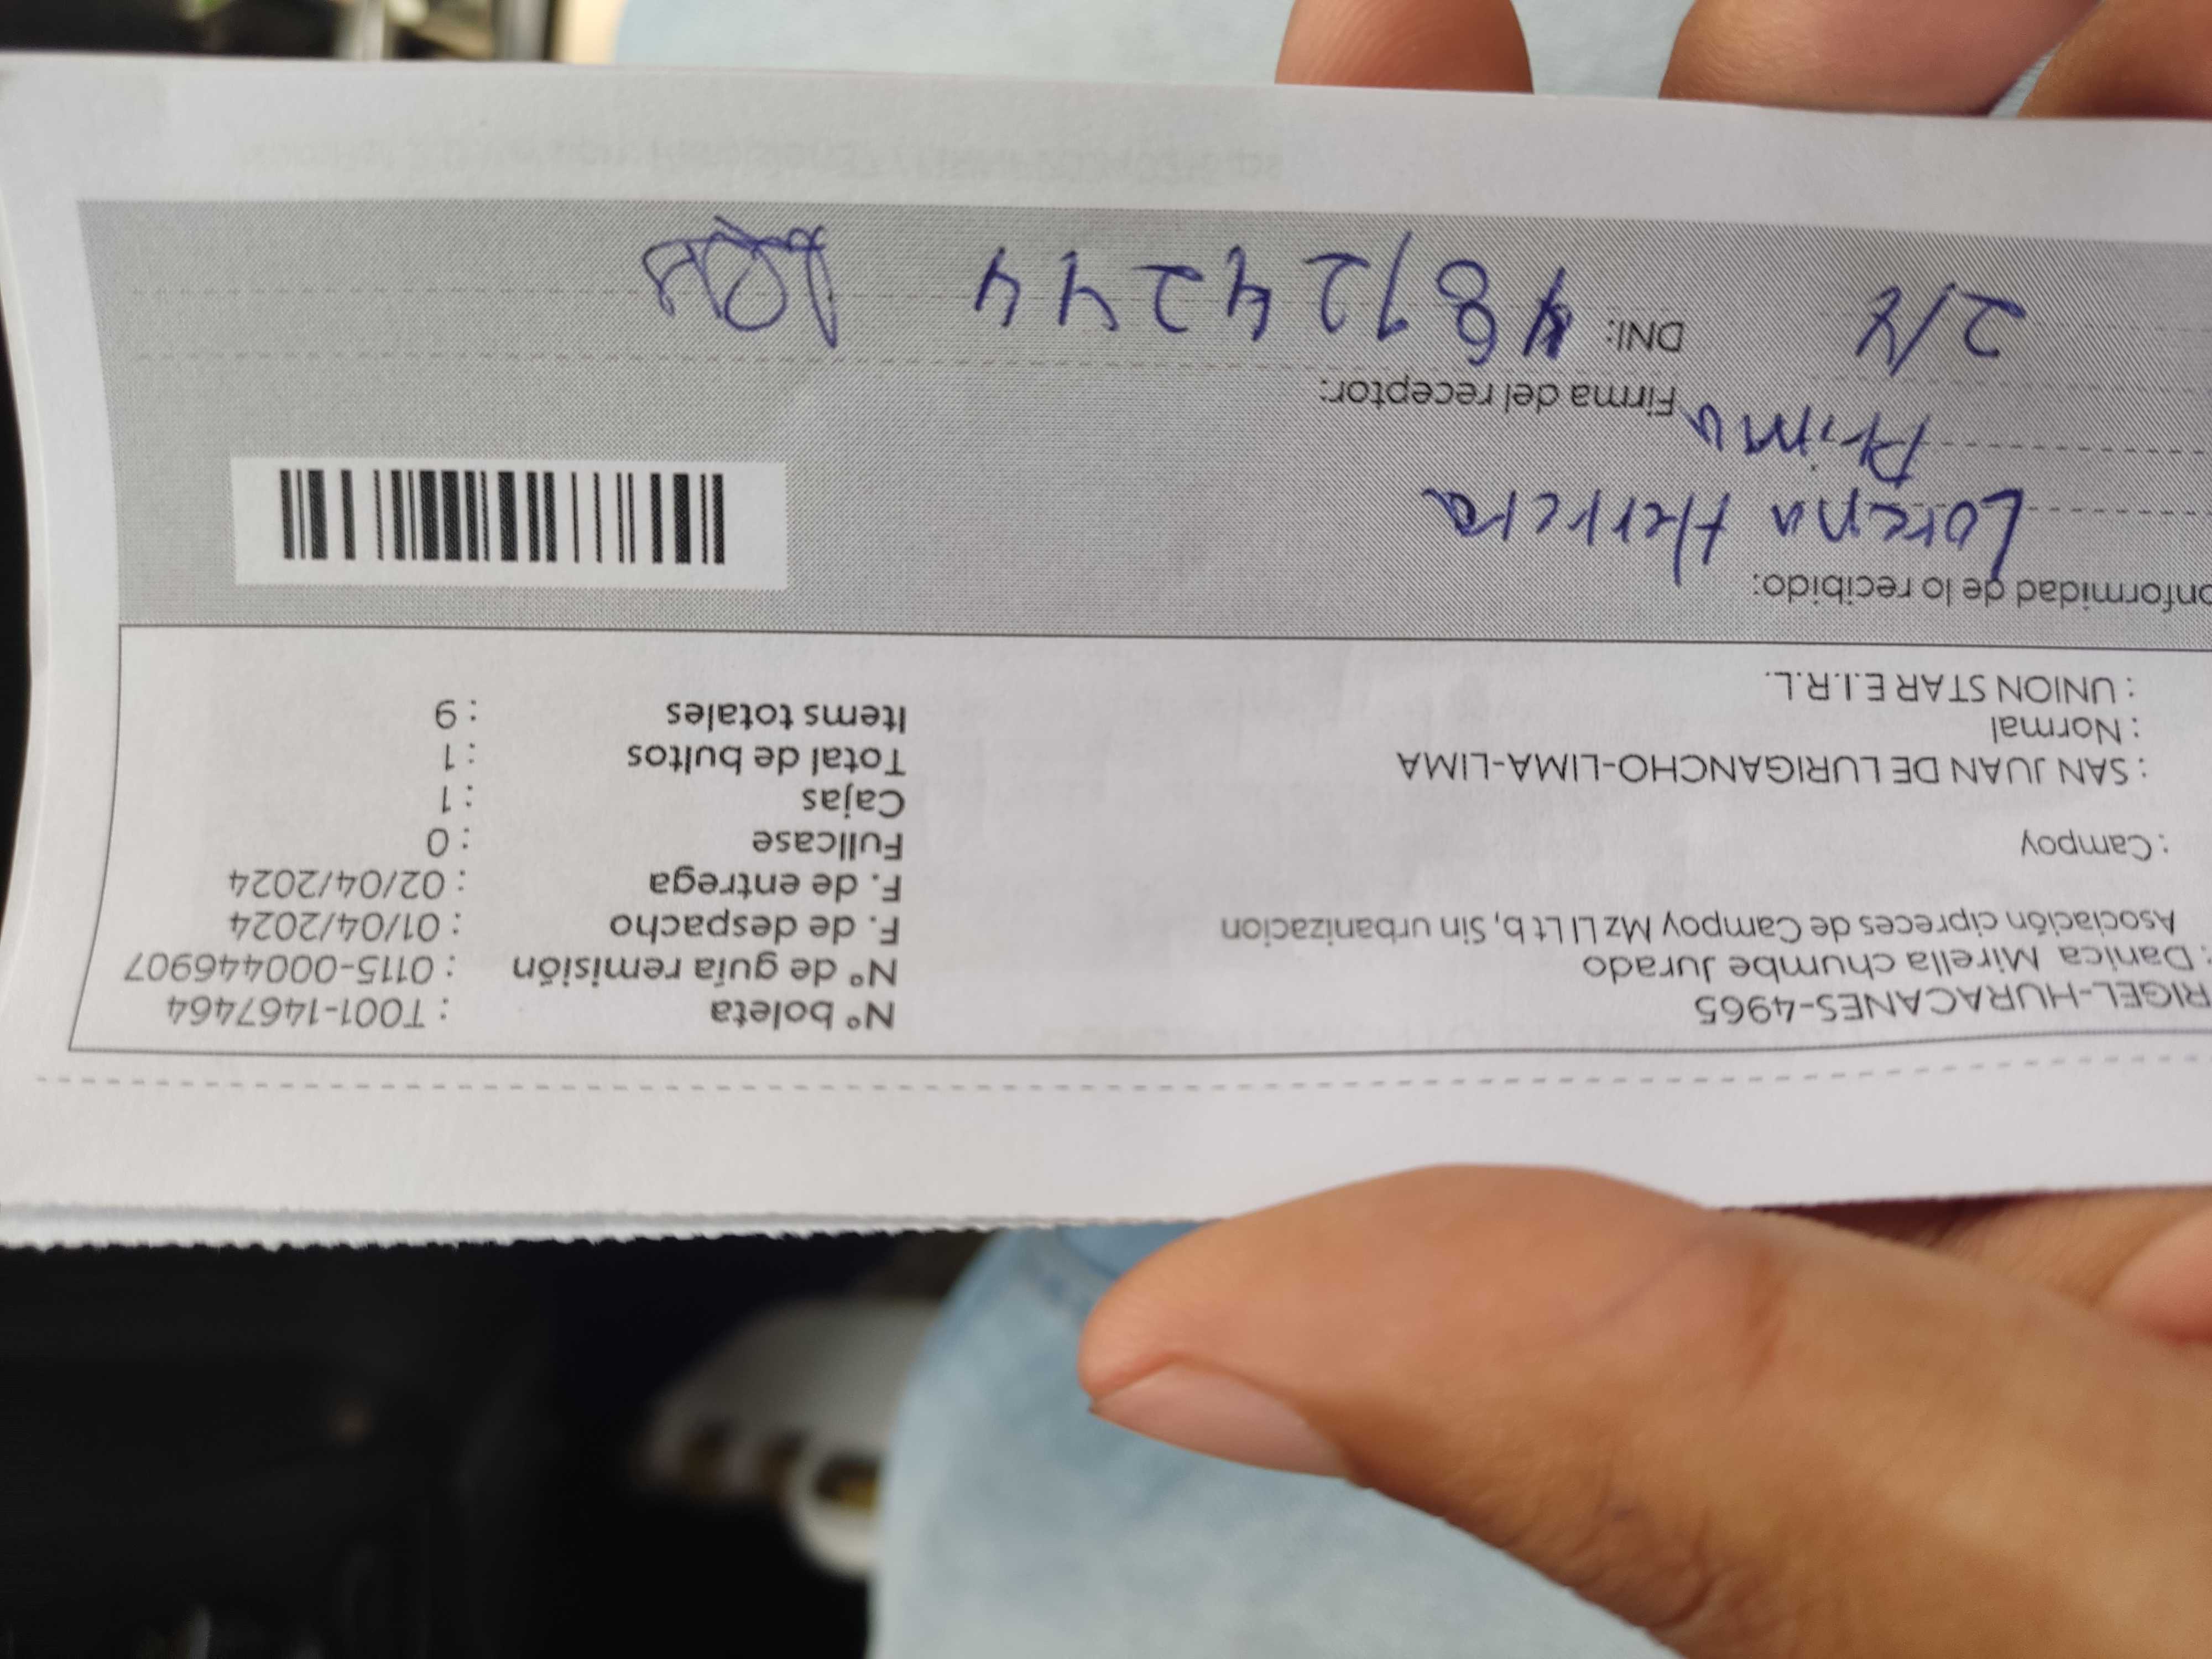 RIGEL-HURACANES-4965
: Danica Mirella chumbe Jurado
Asociación cipreces de Campoy Mz Ll Lt b, Sin urbanizacion
: Campoy
: SAN JUAN DE LURIGANCHO-LIMA-LIMA
: Normal
: UNION STAR E.I.R.L.
N° boleta : T001-1467464
N° de guía remisión : 0115-000446907
F. de despacho : 01/04/2024
F. de entrega : 02/04/2024
Fullcase : 0
Cajas : 1
Total de bultos : 1
Items totales : 9
onformidad de lo recibido:
Lorena Herrera
Prima
Firma del receptor:
2/4
DNI: 48724244